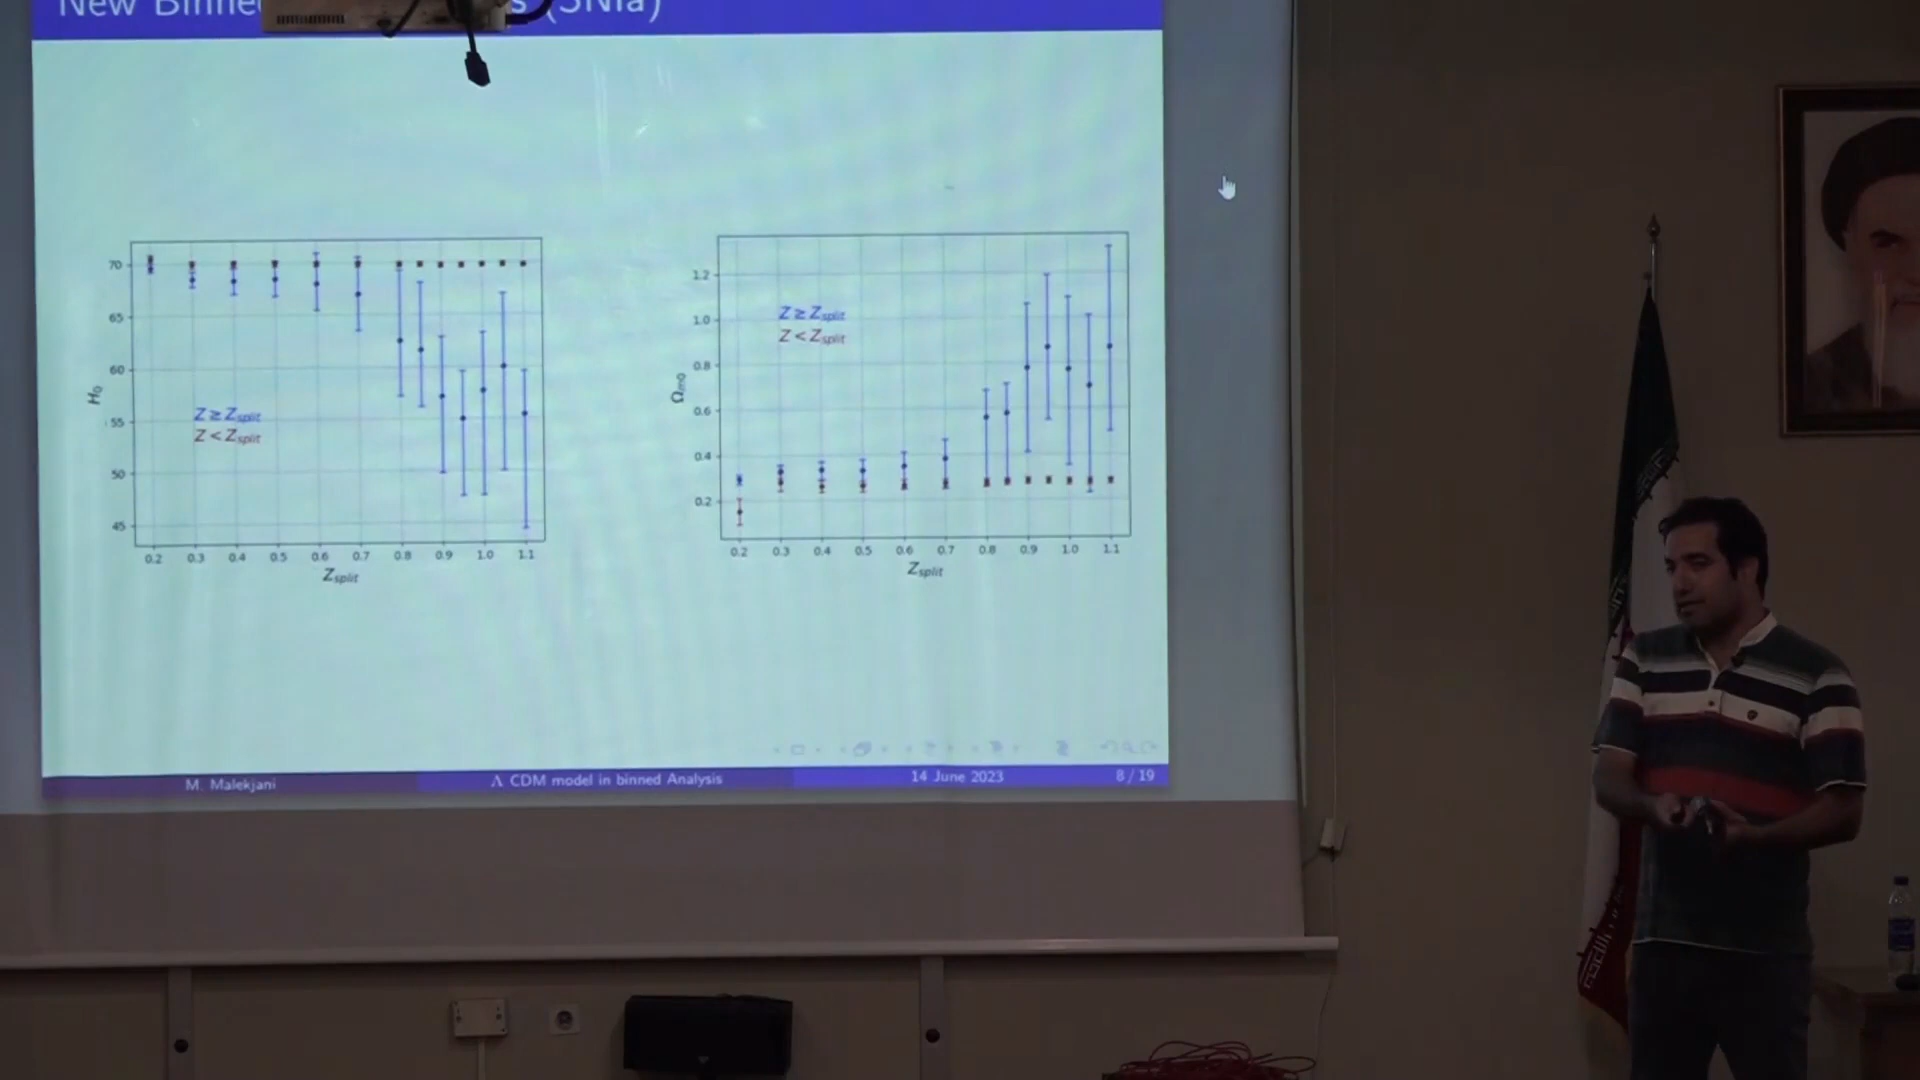 New Binne
s (SNIa)
70
65
60
55
50
45
H₀
Z ≥ Zsplit
Z < Zsplit
0.2 0.3 0.4 0.5 0.6 0.7 0.8 0.9 1.0 1.1
Zsplit
1.2
1.0
0.8
0.6
0.4
0.2
Ωm0
Z ≥ Zsplit
Z < Zsplit
0.2 0.3 0.4 0.5 0.6 0.7 0.8 0.9 1.0 1.1
Zsplit
M. Malekjani Λ CDM model in binned Analysis 14 June 2023 8 / 19